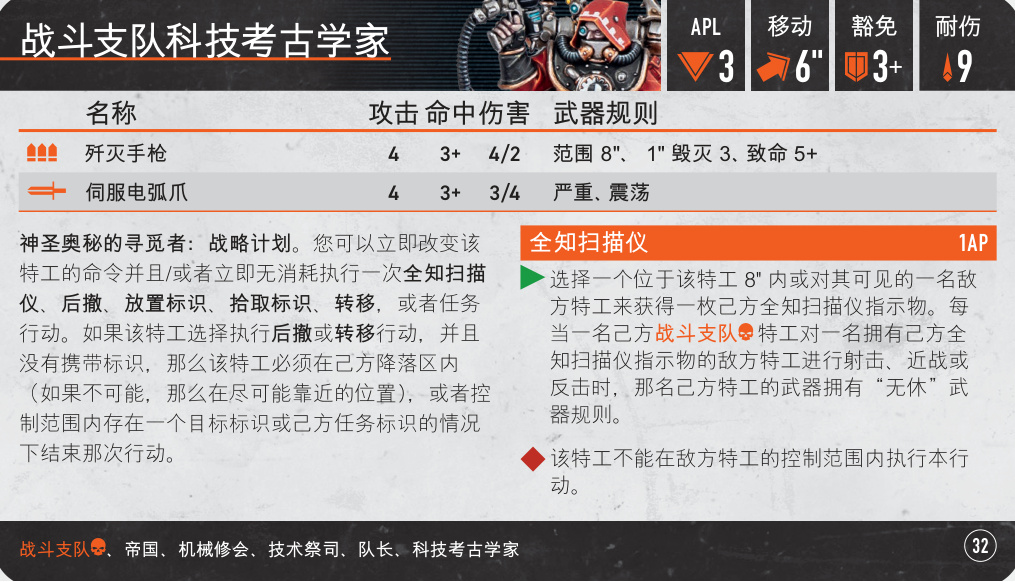 战斗支队科技考古学家
APL 移动 豁免 耐伤
3 6" 3+ 9
名称 攻击 命中 伤害 武器规则
歼灭手枪 4 3+ 4/2 范围 8"、 1" 毁灭 3、致命 5+
伺服电弧爪 4 3+ 3/4 严重、震荡
神圣奥秘的寻觅者：战略计划。您可以立即改变该
特工的命令并且/或者立即无消耗执行一次全知扫描
仪、后撤、放置标识、拾取标识、转移，或者任务
行动。如果该特工选择执行后撤或转移行动，并且
没有携带标识，那么该特工必须在己方降落区内
（如果不可能，那么在尽可能靠近的位置），或者控
制范围内存在一个目标标识或己方任务标识的情况
下结束那次行动。
全知扫描仪 1AP
选择一个位于该特工 8" 内或对其可见的一名敌
方特工来获得一枚己方全知扫描仪指示物。每
当一名己方战斗支队特工对一名拥有己方全
知扫描仪指示物的敌方特工进行射击、近战或
反击时，那名己方特工的武器拥有“无休”武
器规则。
该特工不能在敌方特工的控制范围内执行本行
动。
战斗支队、帝国、机械修会、技术祭司、队长、科技考古学家
32